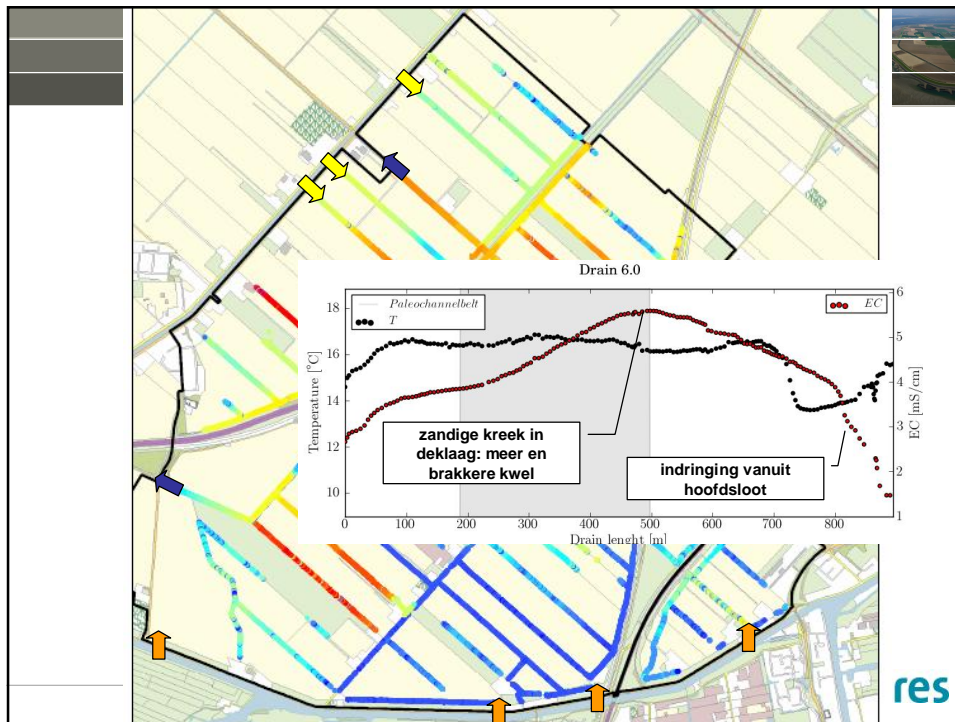 Drain 6.0
Paleochannelbelt
T
EC
18
16
14
12
10
Temperature [°C]
6
5
4
3
2
1
EC [mS/cm]
zandige kreek in
deklaag: meer en
brakkere kwel
indringing vanuit
hoofdsloot
0
100
200
300
400
500
600
700
800
Drain lenght [m]
res